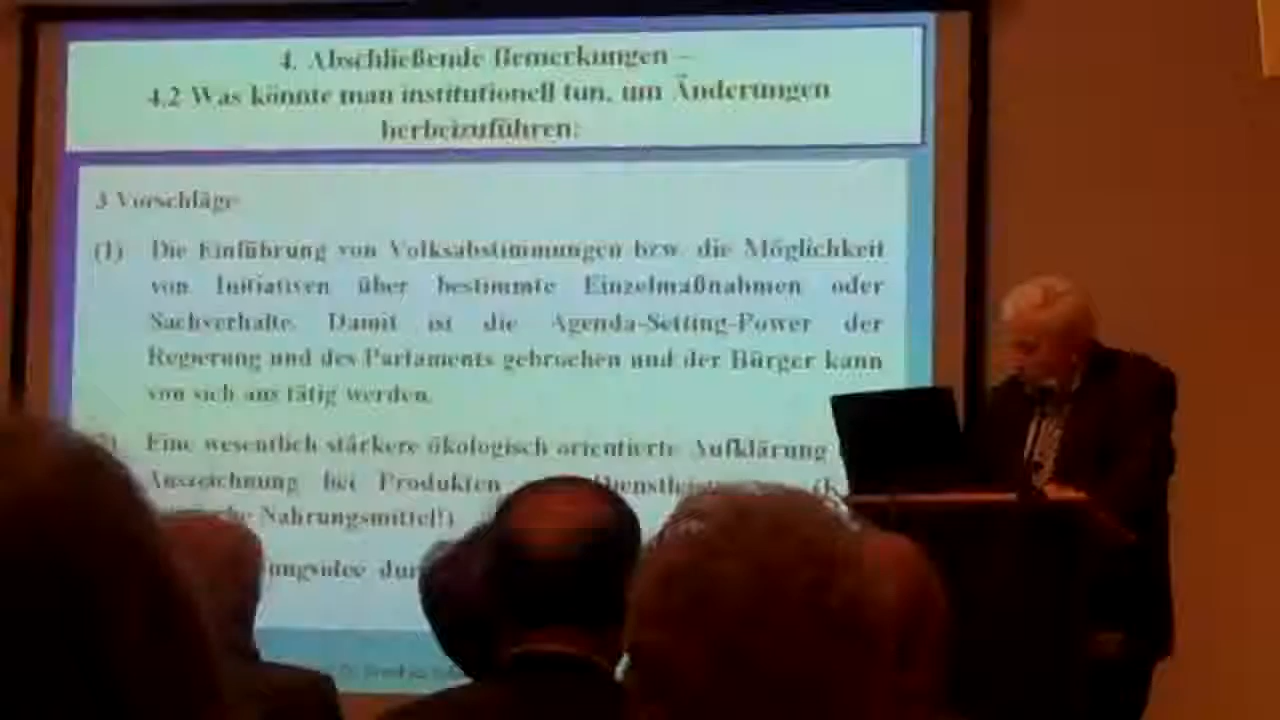 4. Abschließende Bemerkungen –
4.2 Was könnte man institutionell tun, um Änderungen
herbeizuführen:
3 Vorschläge
(1) Die Einführung von Volksabstimmungen bzw. die Möglichkeit
von Initiativen über bestimmte Einzelmaßnahmen oder
Sachverhalte. Damit ist die Agenda-Setting-Power der
Regierung und des Parlaments gebrochen und der Bürger kann
von sich aus tätig werden.
Eine wesentlich stärkere ökologisch orientierte Aufklärung
Auszeichnung bei Produkten
Nahrungsmittel!)